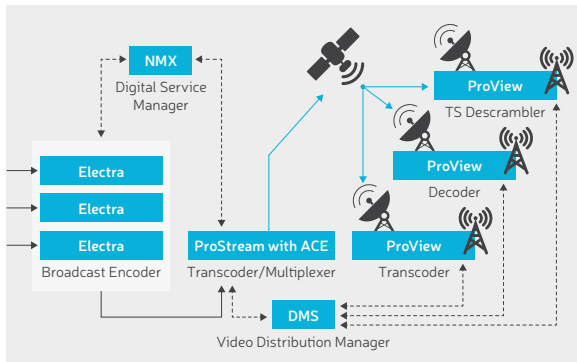 NMX
Digital Service
Manager
ProView
TS Descrambler
Electra
Electra
Electra
Broadcast Encoder
ProView
Decoder
ProStream with ACE
Transcoder/Multiplexer
ProView
Transcoder
DMS
Video Distribution Manager